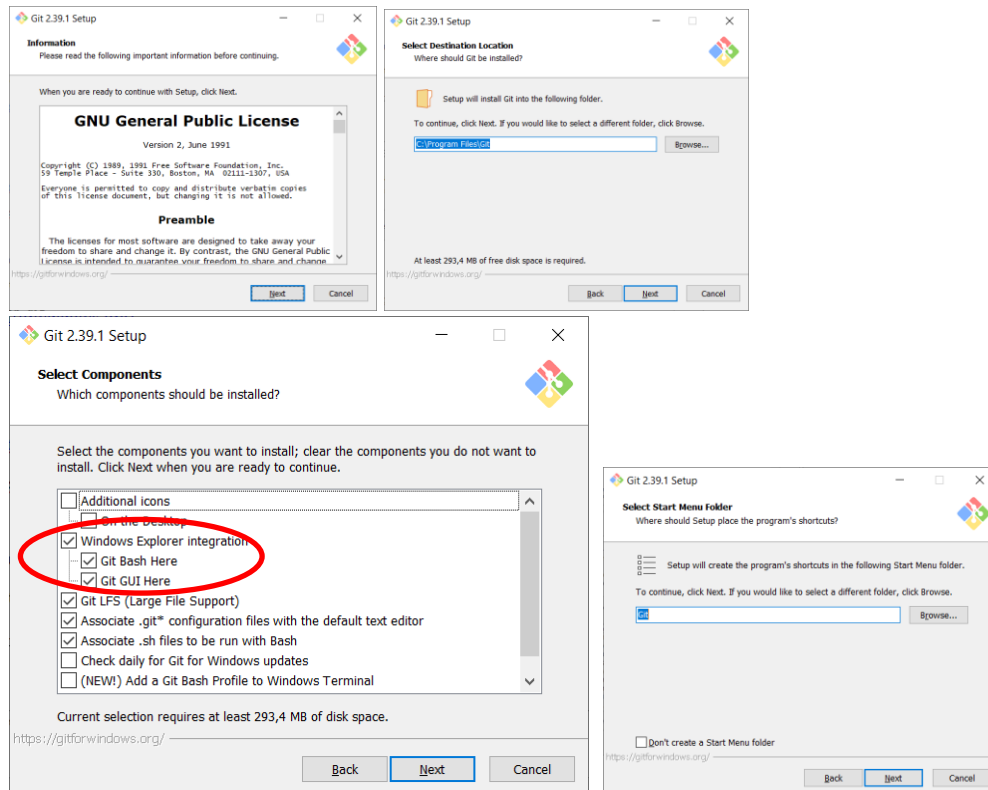 Git 2.39.1 Setup
Information
Please read the following important information before continuing.
When you are ready to continue with Setup, click Next.
GNU General Public License
Version 2, June 1991
Copyright (C) 1989, 1991 Free Software Foundation, Inc.
59 Temple Place - Suite 330, Boston, MA  02111-1307, USA
Everyone is permitted to copy and distribute verbatim copies
of this license document, but changing it is not allowed.
Preamble
The licenses for most software are designed to take away your
freedom to share and change it. By contrast, the GNU General Public
License is intended to guarantee your freedom to share and change
https://gitforwindows.org/
Next
Cancel
Git 2.39.1 Setup
Select Destination Location
Where should Git be installed?
Setup will install Git into the following folder.
To continue, click Next. If you would like to select a different folder, click Browse.
C:\Program Files\Git
Browse...
At least 293,4 MB of free disk space is required.
https://gitforwindows.org/
Back
Next
Cancel
Git 2.39.1 Setup
Select Components
Which components should be installed?
Select the components you want to install; clear the components you do not want to
install. Click Next when you are ready to continue.
Additional icons
On the Desktop
Windows Explorer integration
Git Bash Here
Git GUI Here
Git LFS (Large File Support)
Associate .git* configuration files with the default text editor
Associate .sh files to be run with Bash
Check daily for Git for Windows updates
(NEW!) Add a Git Bash Profile to Windows Terminal
Current selection requires at least 293,4 MB of disk space.
https://gitforwindows.org/
Back
Next
Cancel
Git 2.39.1 Setup
Select Start Menu Folder
Where should Setup place the program's shortcuts?
Setup will create the program's shortcuts in the following Start Menu folder.
To continue, click Next. If you would like to select a different folder, click Browse.
Git
Browse...
Don't create a Start Menu folder
https://gitforwindows.org/
Back
Next
Cancel